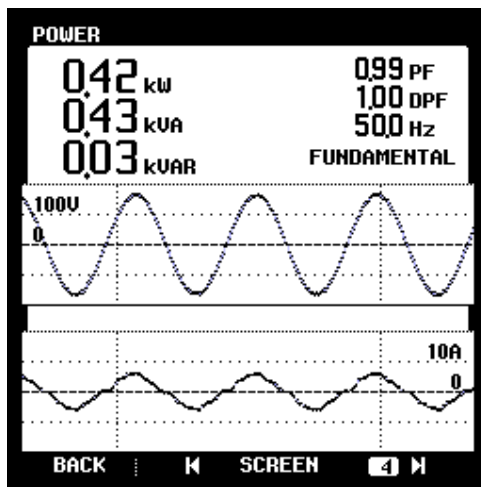 POWER
0.42 kW
0.99 PF
0.43 kVA
1.00 DPF
0.03 kVAR
50.0 Hz
FUNDAMENTAL
100V
0
10A
0
BACK SCREEN 4